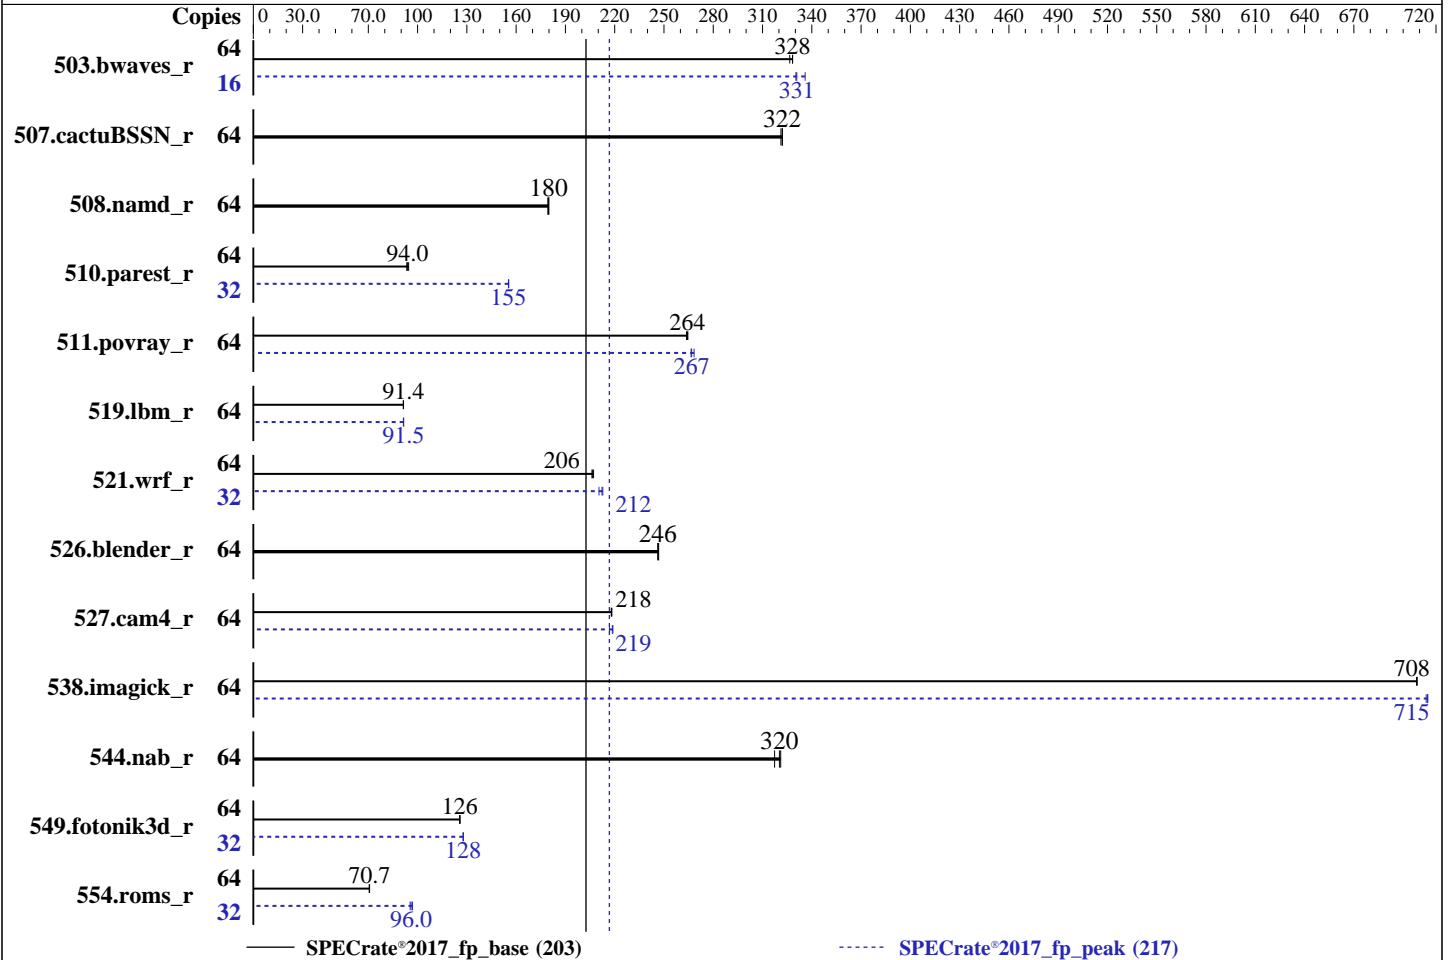 Copies 0 30.0 70.0 100 130 160 190 220 250 280 310 340 370 400 430 460 490 520 550 580 610 640 670 720
503.bwaves_r 64 328
16 331
507.cactuBSSN_r 64 322
508.namd_r 64 180
510.parest_r 64 94.0
32 155
511.povray_r 64 264
267
519.lbm_r 64 91.4
91.5
521.wrf_r 64 206
32 212
526.blender_r 64 246
527.cam4_r 64 218
219
538.imagick_r 64 708
715
544.nab_r 64 320
549.fotonik3d_r 64 126
32 128
554.roms_r 64 70.7
32 96.0
SPECrate®2017_fp_base (203) SPECrate®2017_fp_peak (217)